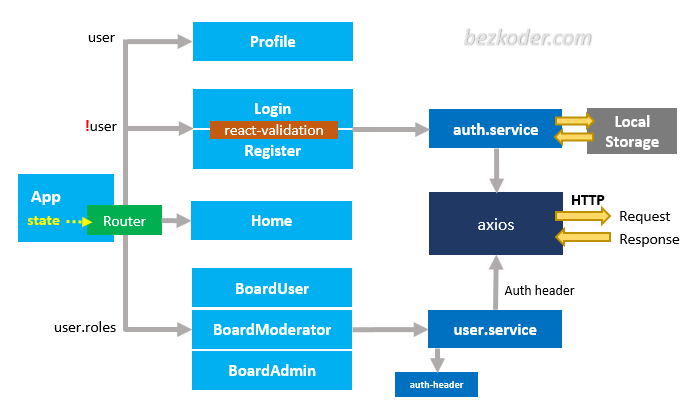 user
Profile
bezkoder.com
!user
Login
react-validation
Register
auth.service
Local
Storage
App
state
Router
Home
axios
HTTP
Request
Response
BoardUser
Auth header
user.roles
BoardModerator
user.service
BoardAdmin
auth-header